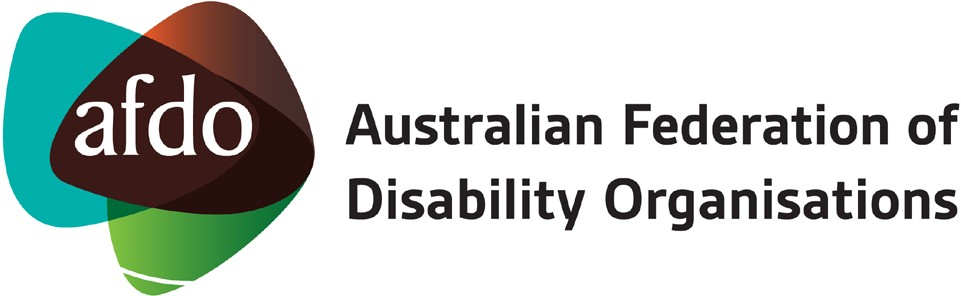 afdo
Australian Federation of
Disability Organisations